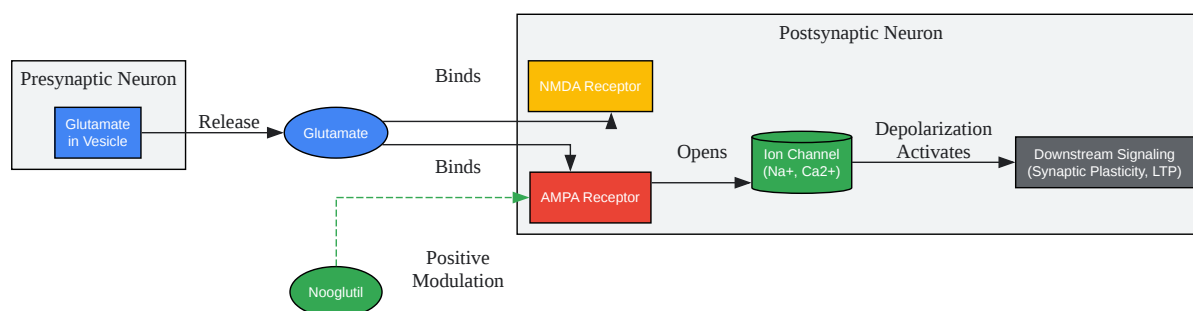 Postsynaptic Neuron
Presynaptic Neuron
Glutamate
in Vesicle
Release
Glutamate
Binds
NMDA Receptor
Binds
AMPA Receptor
Opens
Ion Channel
(Na+, Ca2+)
Depolarization
Activates
Downstream Signaling
(Synaptic Plasticity, LTP)
Positive
Modulation
Nooglutil